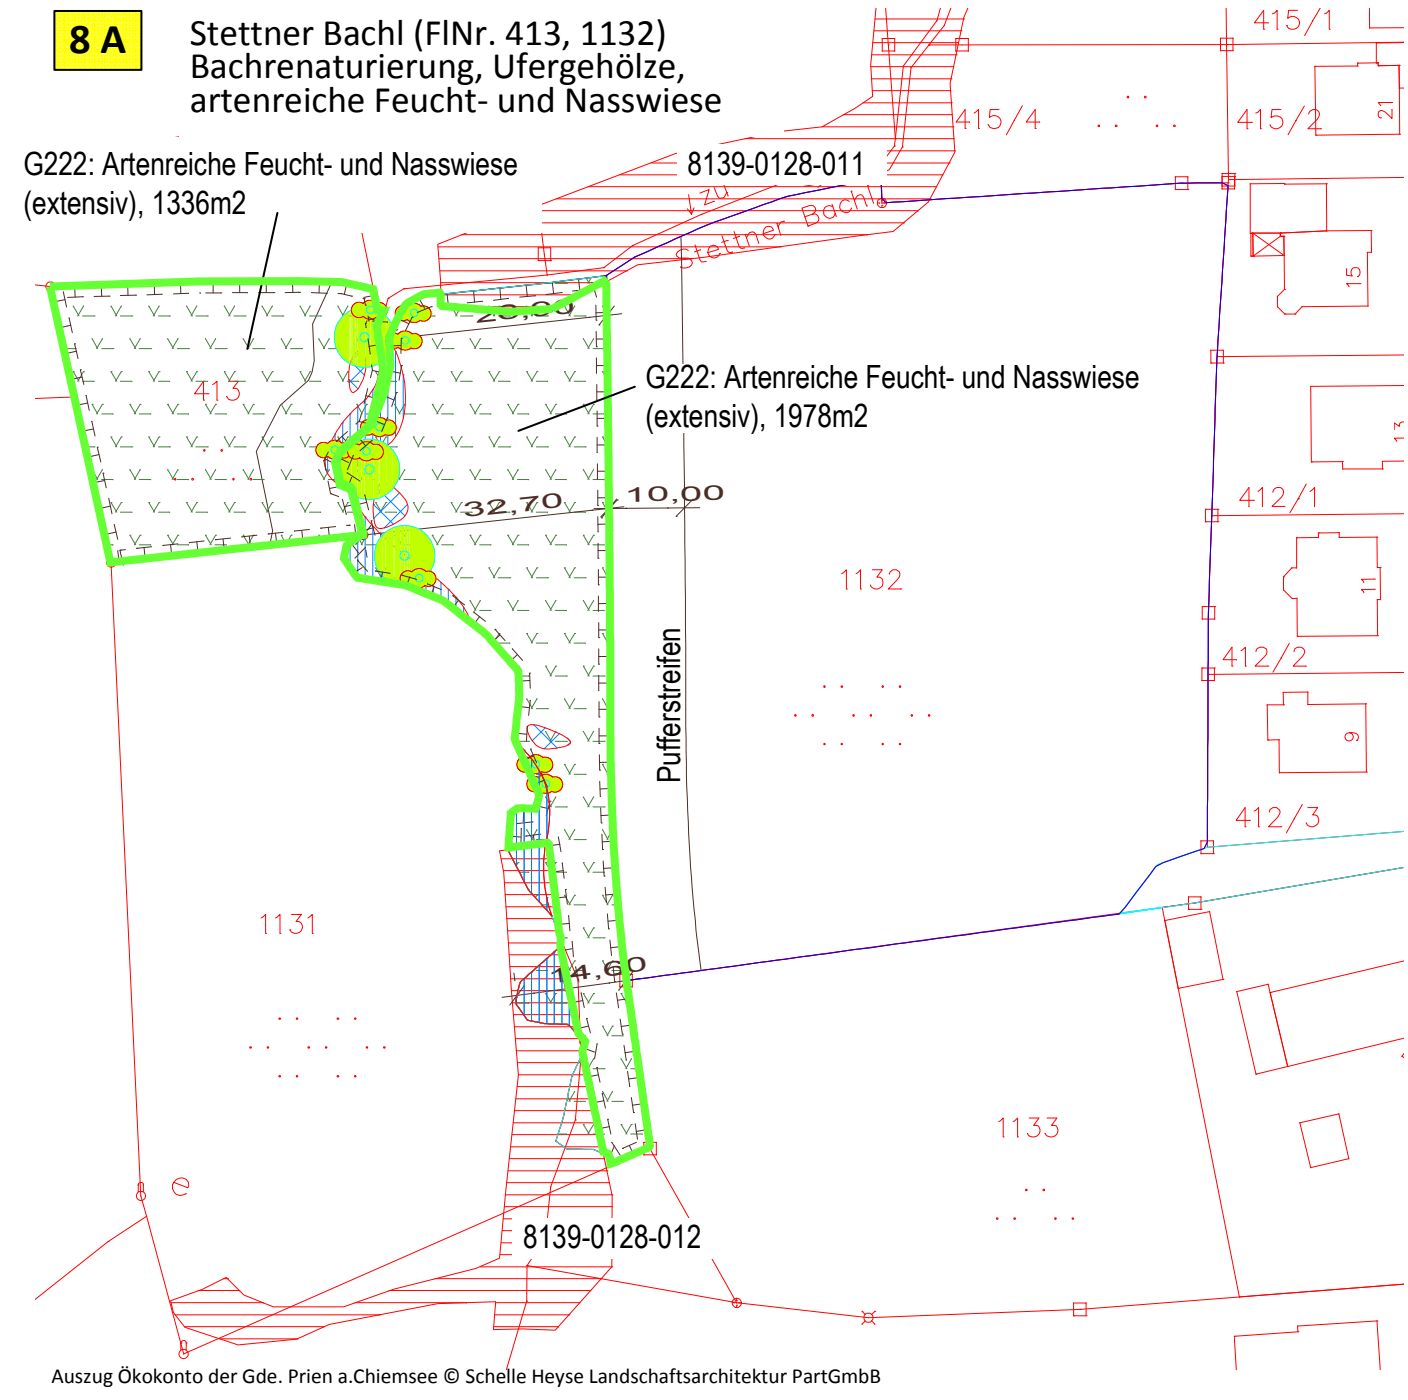 8 A
Stettner Bachl (FlNr. 413, 1132)
Bachrenaturierung, Ufergehölze,
artenreiche Feucht- und Nasswiese
G222: Artenreiche Feucht- und Nasswiese
(extensiv), 1336m2
8139-0128-011
zu
Stettner Bachl
415/1
415/4
415/2
21
15
13
413
G222: Artenreiche Feucht- und Nasswiese
(extensiv), 1978m2
32,70
10,00
412/1
11
1132
412/2
Pufferstreifen
9
412/3
1131
14,60
1133
e
8139-0128-012
Auszug Ökokonto der Gde. Prien a.Chiemsee © Schelle Heyse Landschaftsarchitektur PartGmbB